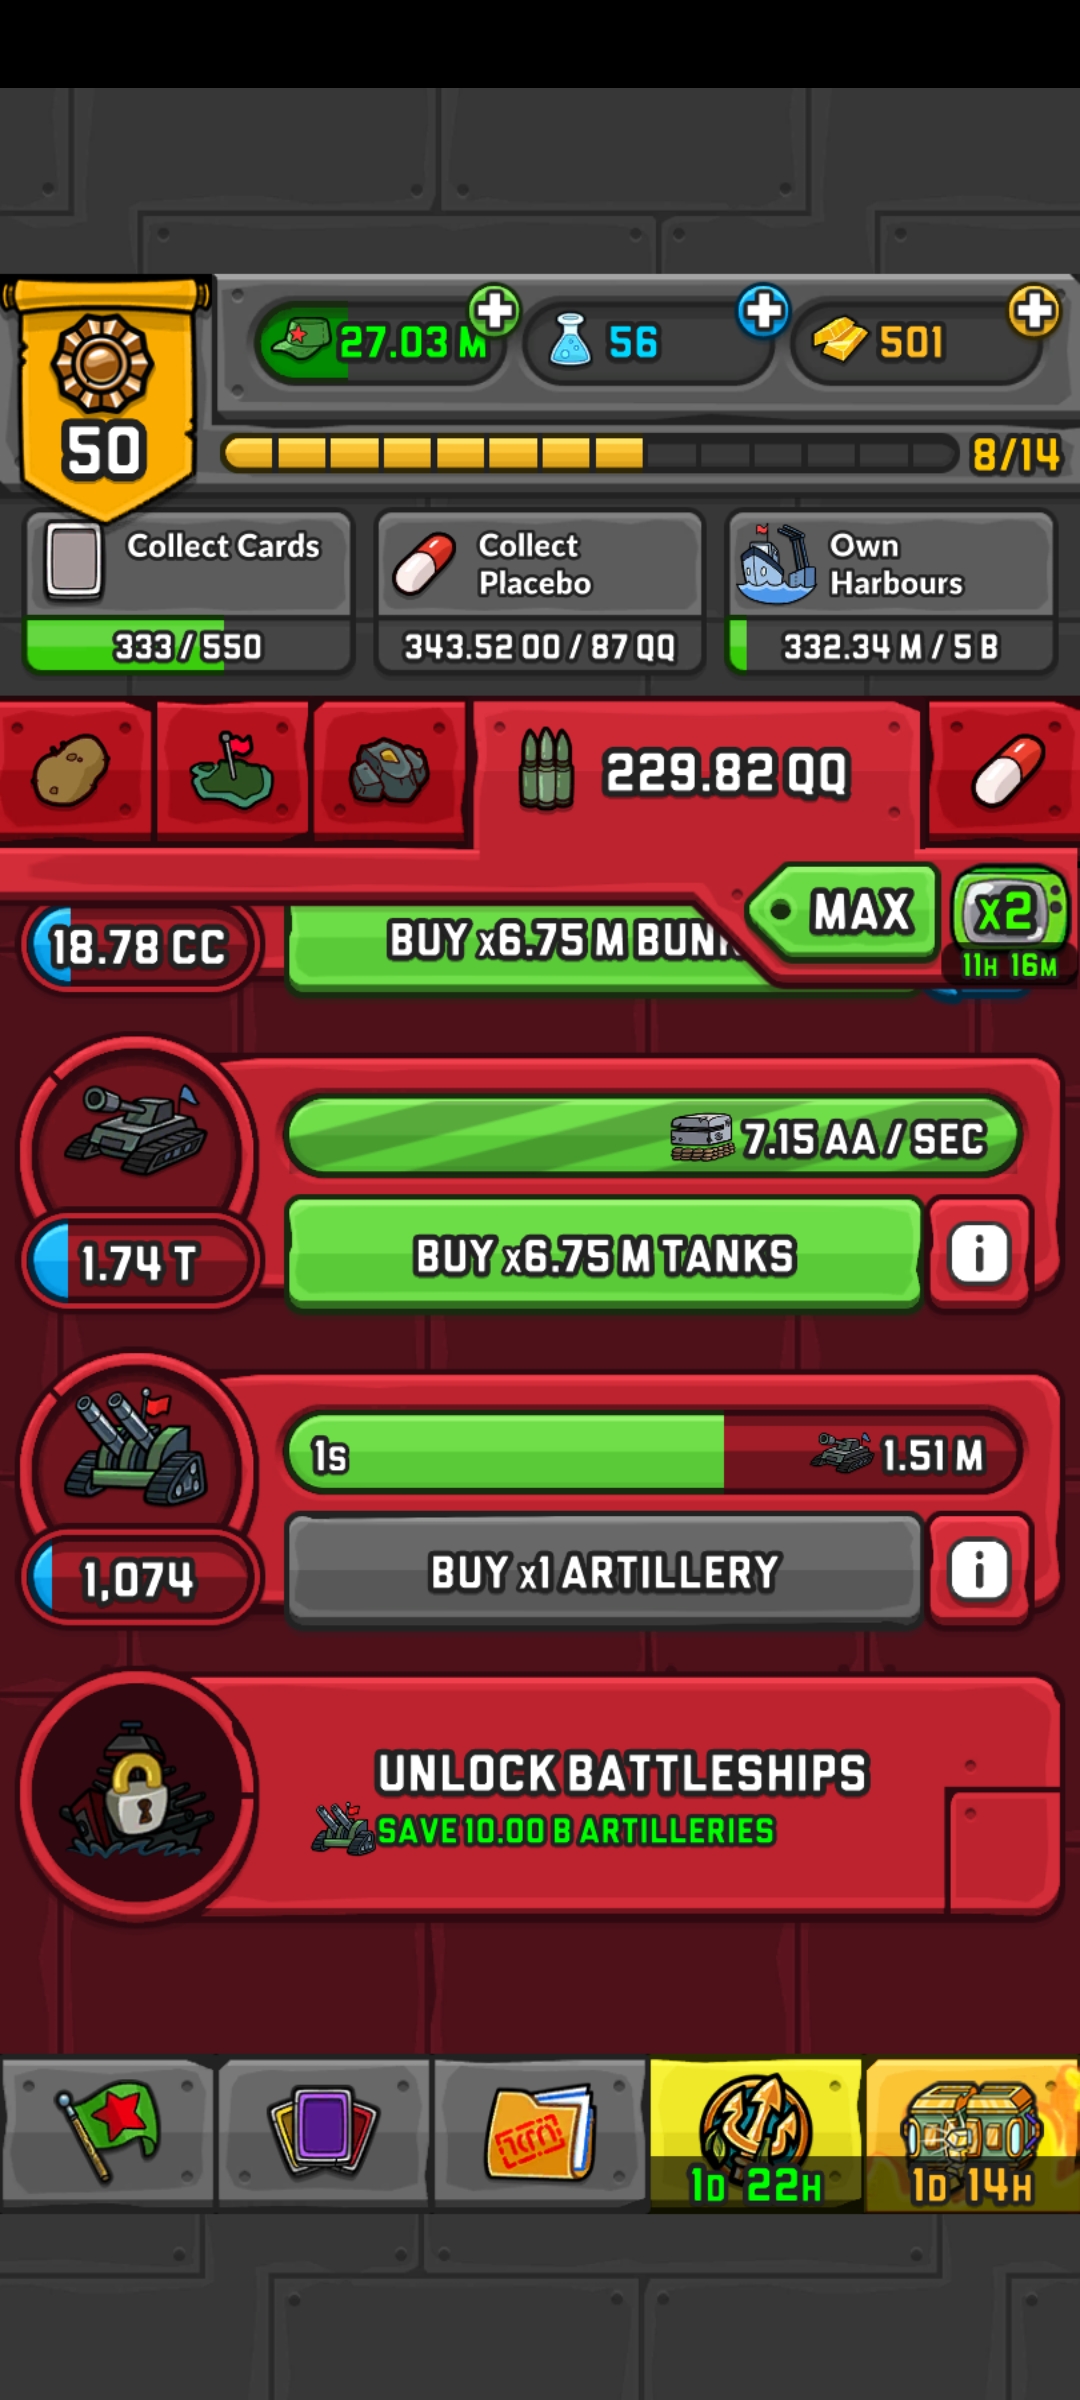 27.03 M
56
501
50
8/14
Collect Cards
333 / 550
Collect
Placebo
343.52 OO / 87 QQ
Own
Harbours
332.34 M / 5 B
229.82 QQ
MAX
x2
11H 16M
18.78 CC
BUY x6.75 M BUN
7.15 AA / SEC
1.74 T
BUY x6.75 M TANKS
i
1s
1.51 M
1,074
BUY x1 ARTILLERY
i
UNLOCK BATTLESHIPS
SAVE 10.00 B ARTILLERIES
1D 22H
1D 14H